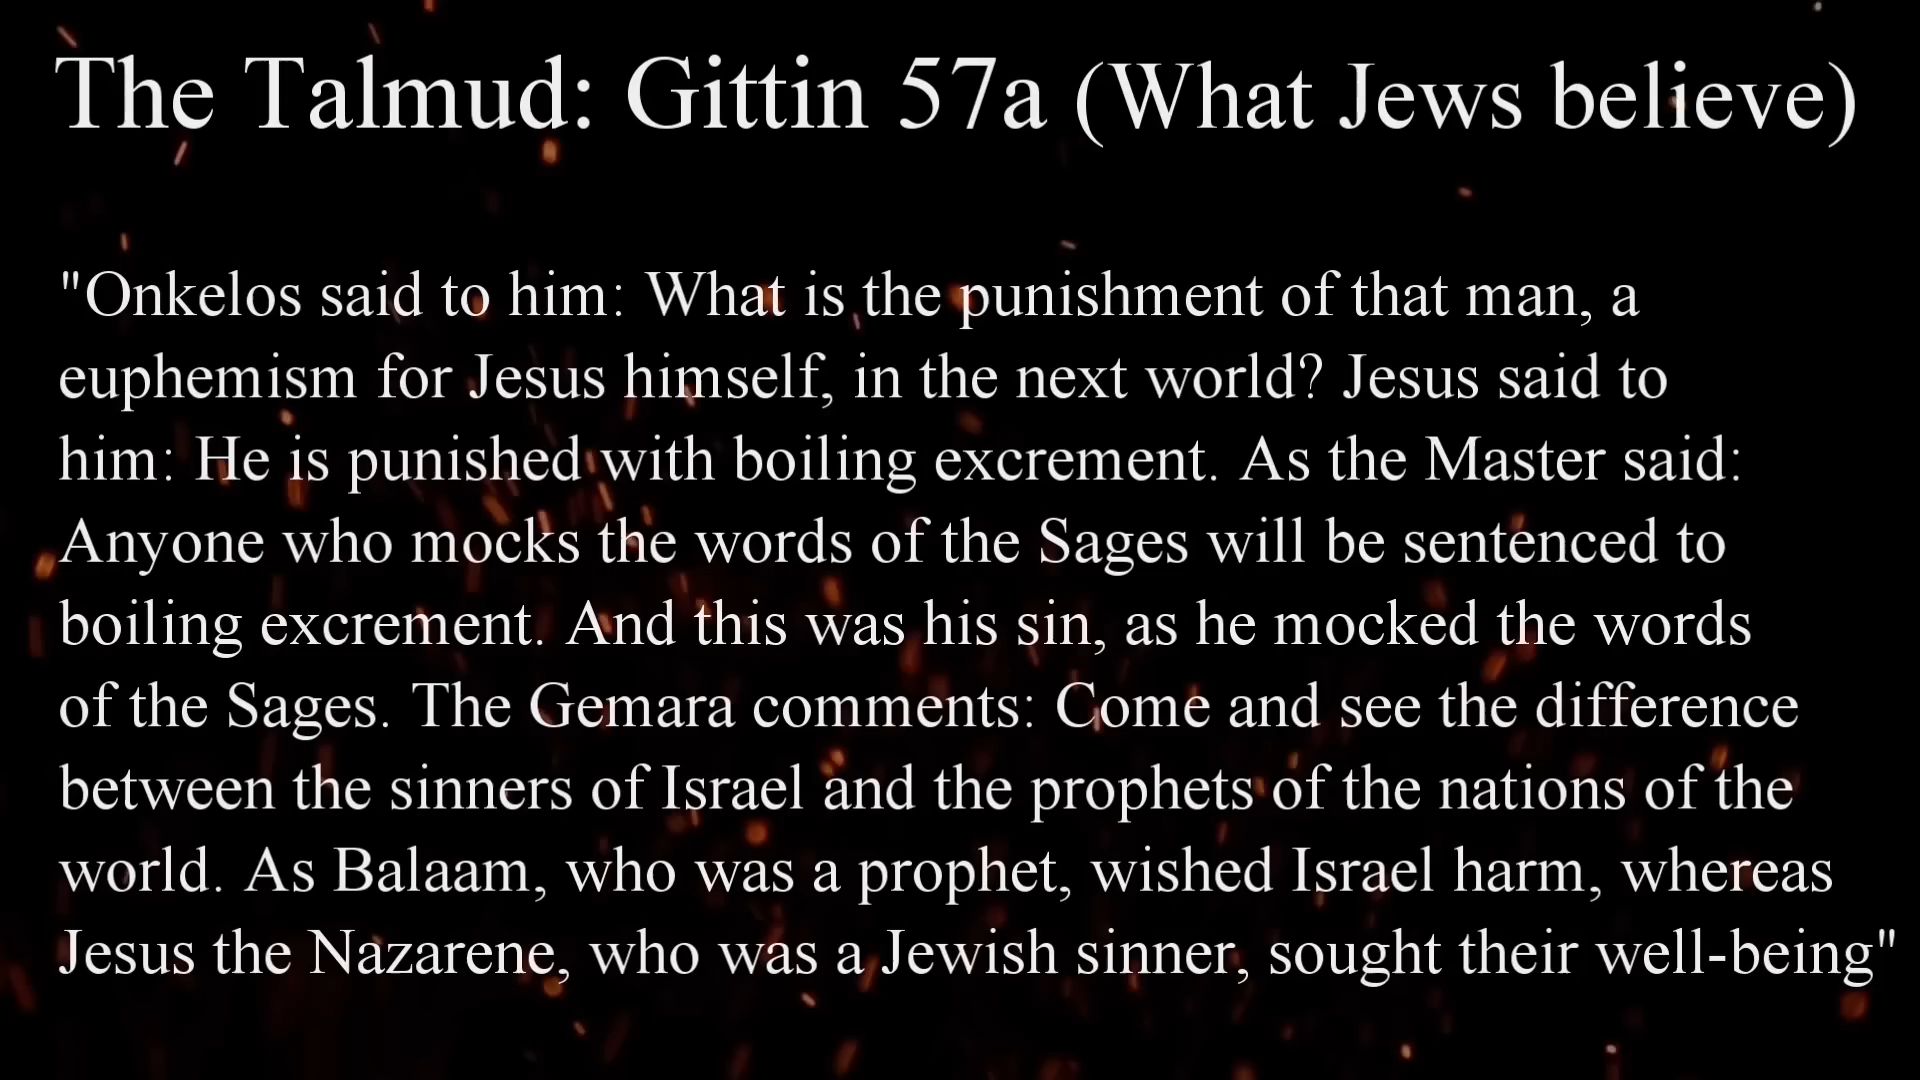 The Talmud: Gittin 57a (What Jews believe)
"Onkelos said to him: What is the punishment of that man, a
euphemism for Jesus himself, in the next world? Jesus said to
him: He is punished with boiling excrement. As the Master said:
Anyone who mocks the words of the Sages will be sentenced to
boiling excrement. And this was his sin, as he mocked the words
of the Sages. The Gemara comments: Come and see the difference
between the sinners of Israel and the prophets of the nations of the
world. As Balaam, who was a prophet, wished Israel harm, whereas
Jesus the Nazarene, who was a Jewish sinner, sought their well-being"